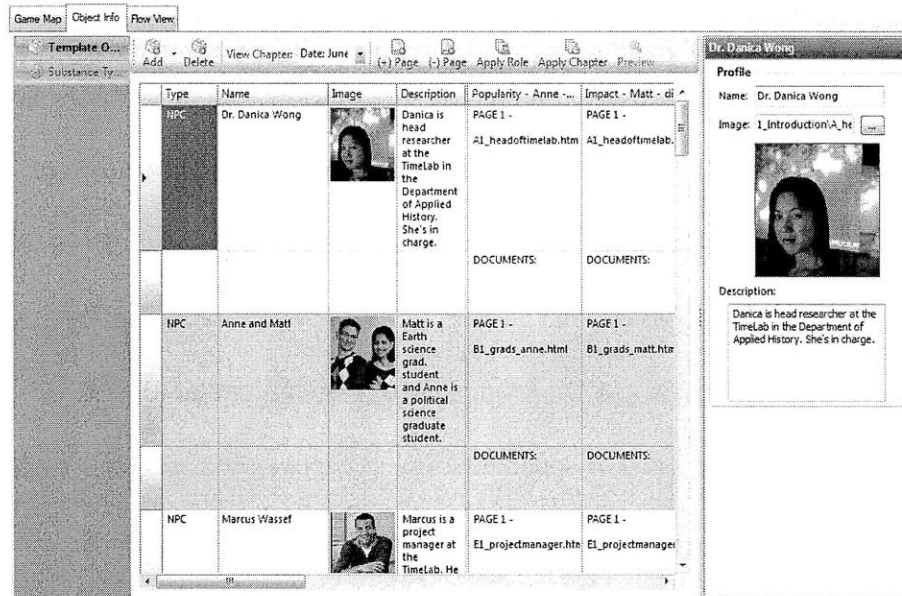 Game Map Object Info Flow View
Template O...
Substance Ty...
Add Delete View Chapter: Date: June (+) Page (-) Page Apply Role Apply Chapter Preview
Type Name Image Description Popularity - Anne -... Impact - Matt - di
NPC Dr. Danica Wong
Danica is
head
researcher
at the
TimeLab in
the
Department
of Applied
History.
She's in
charge.
PAGE 1 -
A1_headoftimelab.htm
PAGE 1 -
A1_headoftimelab.
DOCUMENTS: DOCUMENTS:
NPC Anne and Matt
Matt is a
Earth
science
grad.
student
and Anne is
a political
science
graduate
student.
PAGE 1 -
B1_grads_anne.html
PAGE 1 -
B1_grads_matt.htm
DOCUMENTS: DOCUMENTS:
NPC Marcus Wassef
Marcus is a
project
manager at
the
TimeLab. He
PAGE 1 -
E1_projectmanager.htm
PAGE 1 -
E1_projectmanager
Dr. Danica Wong
Profile
Name: Dr. Danica Wong
Image: 1_Introduction\A_he ...
Description:
Danica is head researcher at the
TimeLab in the Department of
Applied History. She's in charge.